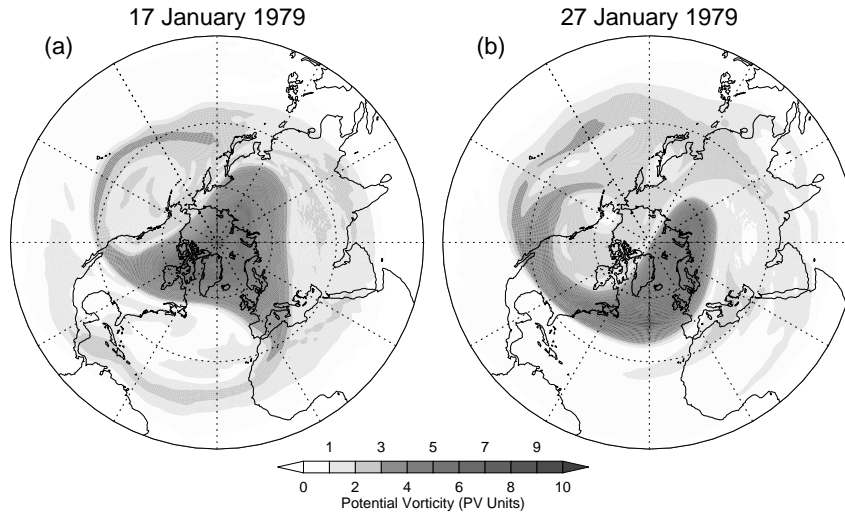 17 January 1979
27 January 1979
(a)
(b)
1 3 5 7 9
0 2 4 6 8 10
Potential Vorticity (PV Units)